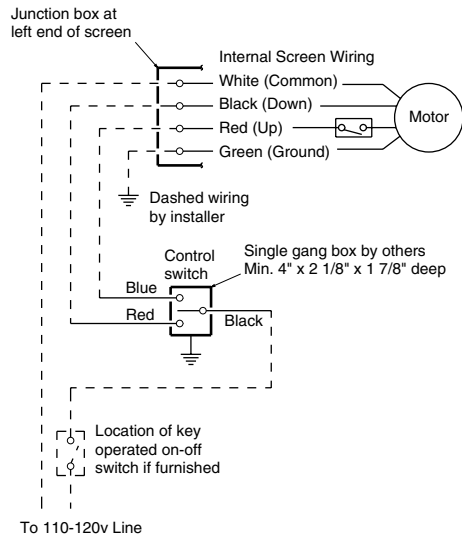 Junction box at
left end of screen
Internal Screen Wiring
White (Common)
Black (Down)
Red (Up)
Green (Ground)
Motor
Dashed wiring
by installer
Control
switch
Single gang box by others
Min. 4" x 2 1/8" x 1 7/8" deep
Blue
Red
Black
Location of key
operated on-off
switch if furnished
To 110-120v Line